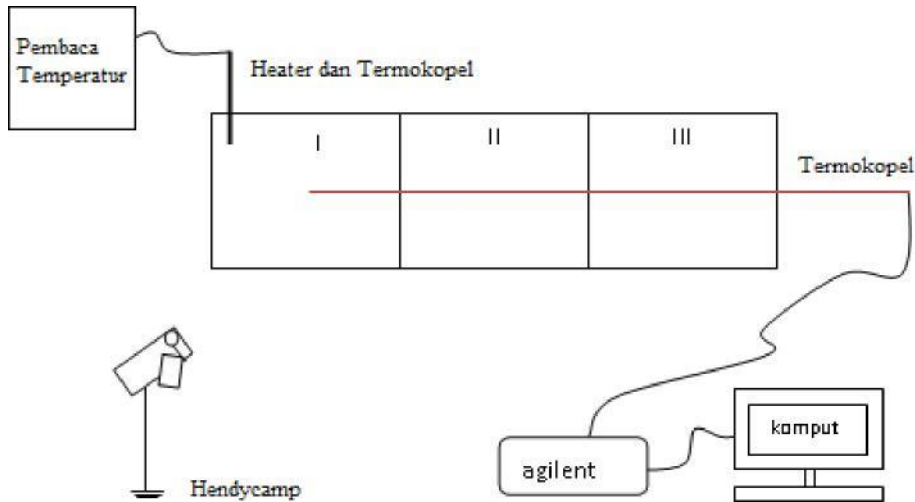 Pembaca
Temperatur
Heater dan Termokopel
I
II
III
Termokopel
komput
agilent
Hendycamp